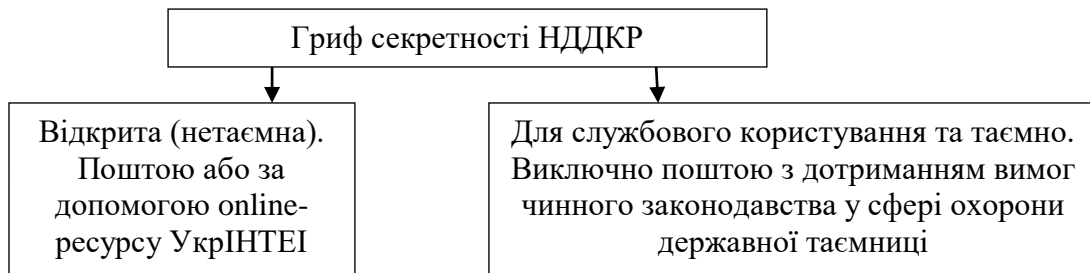 Гриф секретності НДДКР
Відкрита (нетаємна).
Поштою або за
допомогою online-
ресурсу УкрІНТЕІ
Для службового користування та таємно.
Виключно поштою з дотриманням вимог
чинного законодавства у сфері охорони
державної таємниці